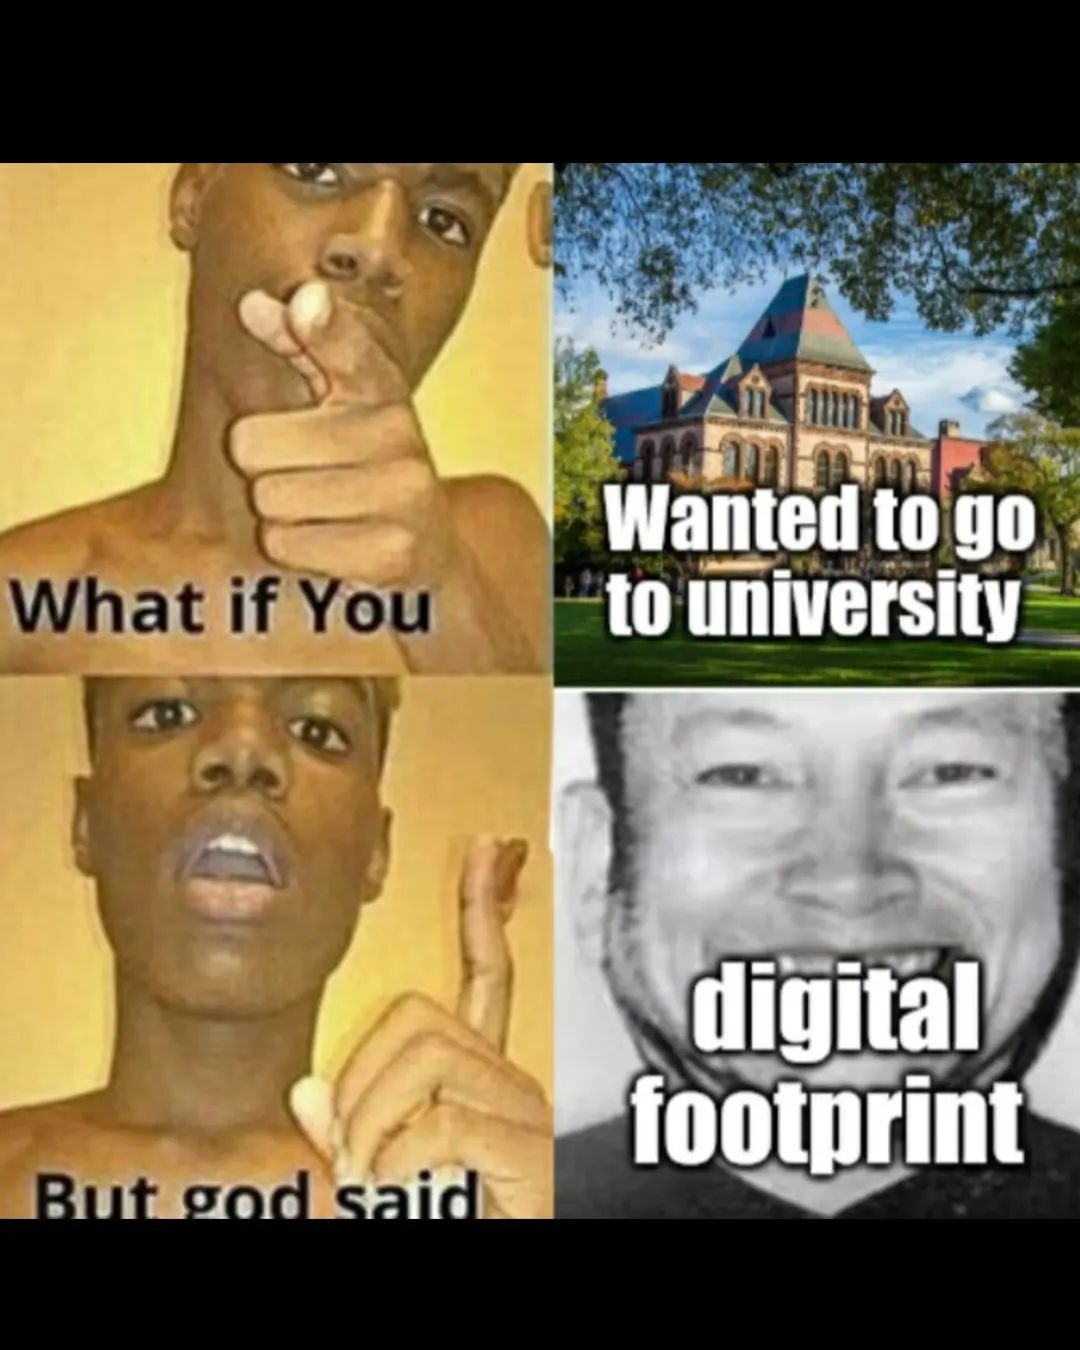 What if You
Wanted to go
to university
But god said
digital
footprint